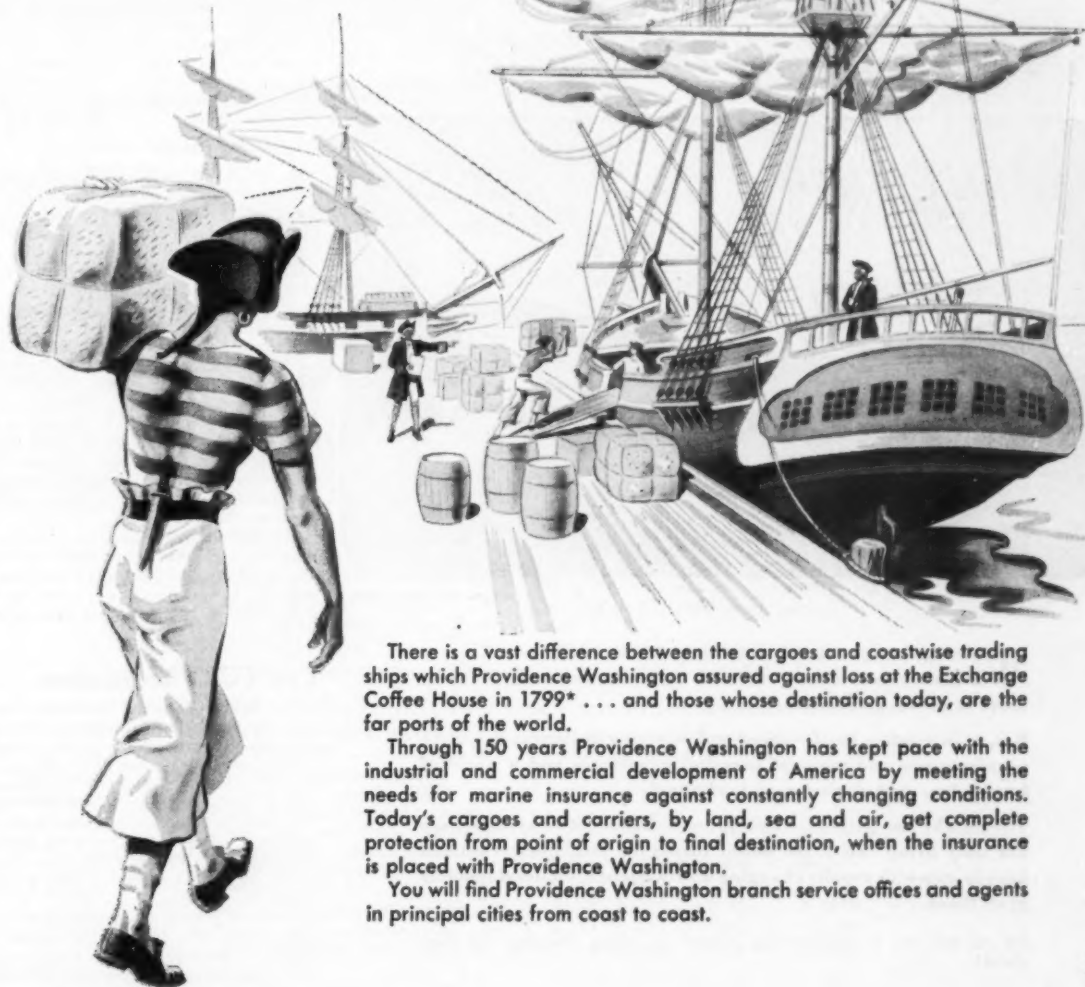 There is a vast difference between the cargoes and coastwise trading
ships which Providence Washington assured against loss at the Exchange
Coffee House in 1799* . . . and those whose destination today, are the
far ports of the world.
Through 150 years Providence Washington has kept pace with the
industrial and commercial development of America by meeting the
needs for marine insurance against constantly changing conditions.
Today's cargoes and carriers, by land, sea and air, get complete
protection from point of origin to final destination, when the insurance
is placed with Providence Washington.
You will find Providence Washington branch service offices and agents
in principal cities from coast to coast.